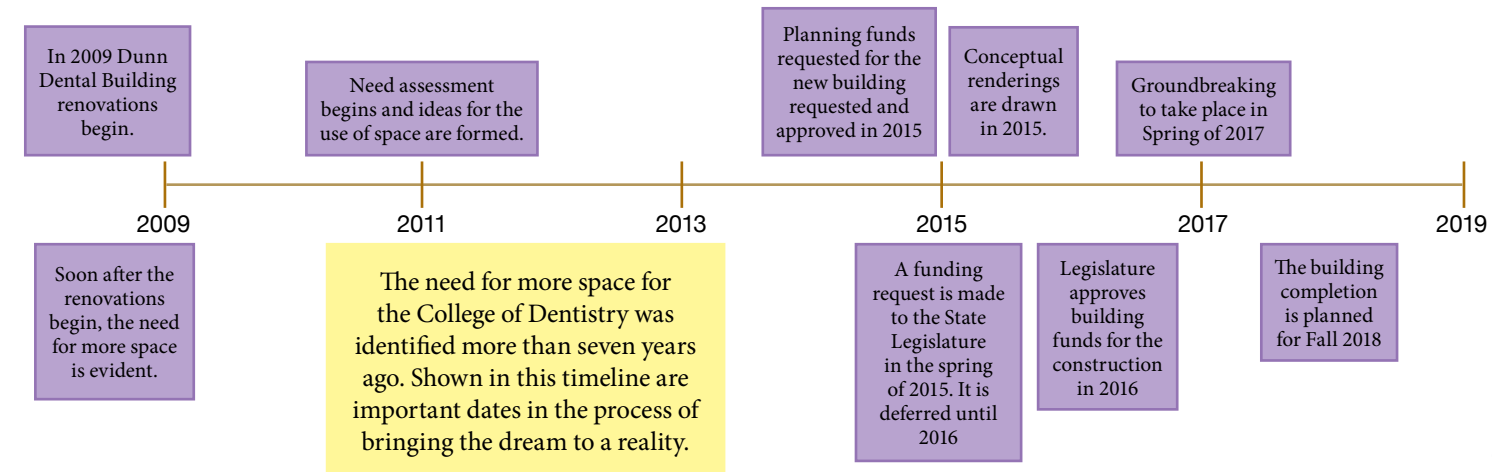 In 2009 Dunn
Dental Building
renovations
begin.
Need assessment
begins and ideas for the
use of space are formed.
Planning funds
requested for the
new building
requested and
approved in 2015
Conceptual
renderings
are drawn
in 2015.
Groundbreaking
to take place in
Spring of 2017
2009
2011
2013
2015
2017
2019
Soon after the
renovations
begin, the need
for more space
is evident.
The need for more space for
the College of Dentistry was
identified more than seven years
ago. Shown in this timeline are
important dates in the process of
bringing the dream to a reality.
A funding
request is made
to the State
Legislature
in the spring
of 2015. It is
deferred until
2016
Legislature
approves
building
funds for the
construction
in 2016
The building
completion
is planned
for Fall 2018